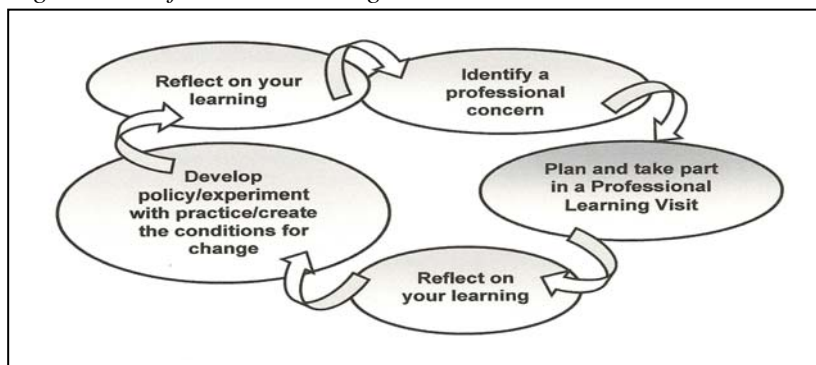 Reflect on your
learning
Identify a
professional
concern
Plan and take part
in a Professional
Learning Visit
Reflect on
your learning
Develop
policy/experiment
with practice/create
the conditions for
change